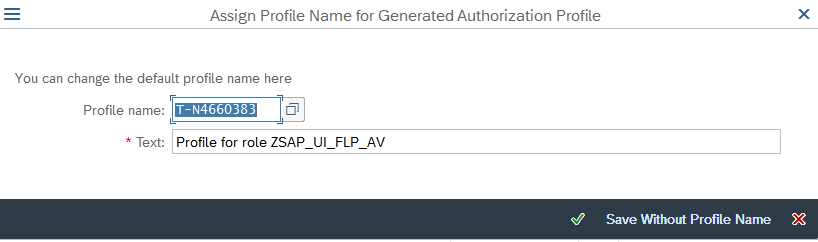 Assign Profile Name for Generated Authorization Profile
You can change the default profile name here
Profile name: T-N4660383
* Text: Profile for role ZSAP_UI_FLP_AV
Save Without Profile Name